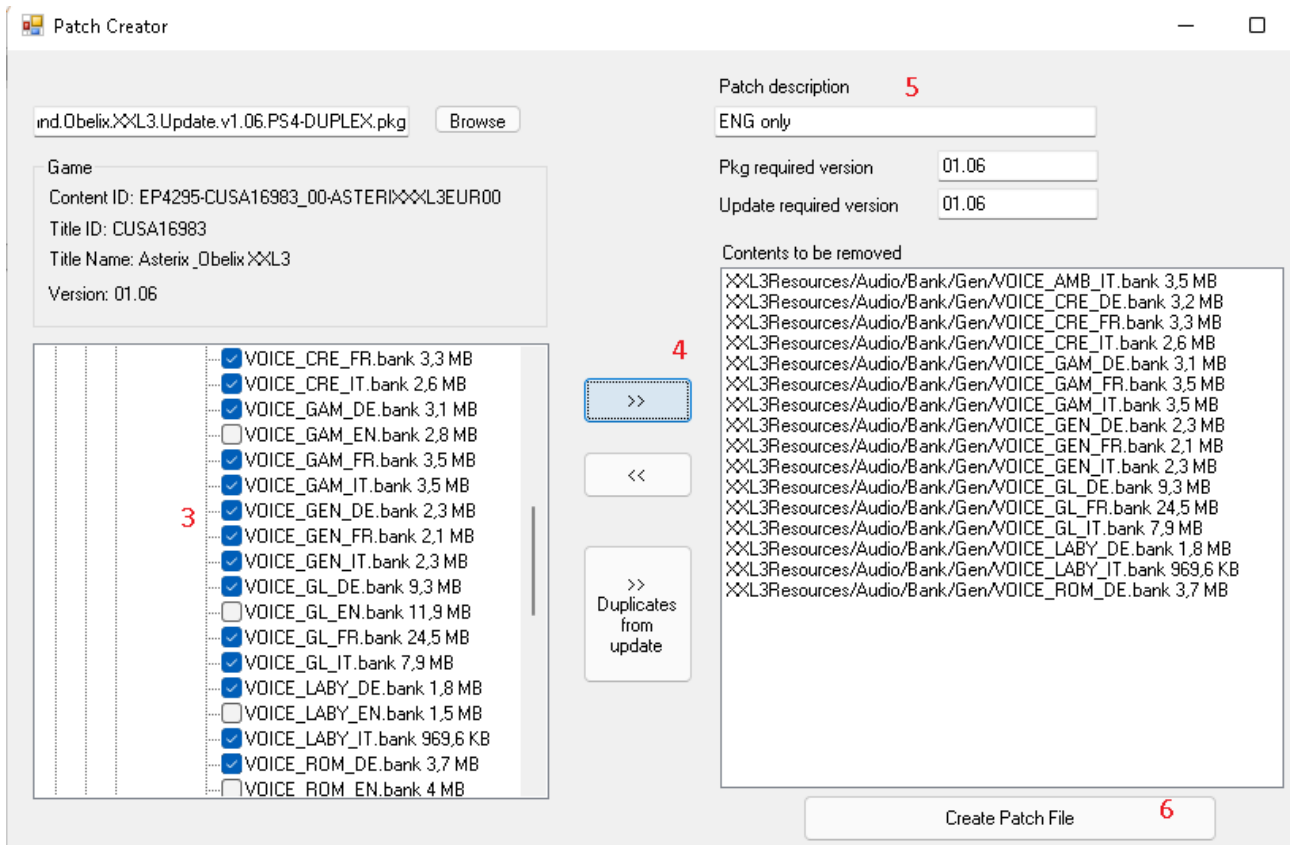 Patch Creator
Patch description 5
ind.Obelix.XXL3.Update.v1.06.PS4-DUPLEX.pkg Browse
ENG only
Game
Content ID: EP4295-CUSA16983_00-ASTERIXXXL3EUR00
Title ID: CUSA16983
Title Name: Asterix_Obelix XXL3
Version: 01.06
Pkg required version 01.06
Update required version 01.06
Contents to be removed
VOICE_CRE_FR.bank 3,3 MB
VOICE_CRE_IT.bank 2,6 MB
VOICE_GAM_DE.bank 3,1 MB
VOICE_GAM_EN.bank 2,8 MB
VOICE_GAM_FR.bank 3,5 MB
VOICE_GAM_IT.bank 3,5 MB
3
VOICE_GEN_DE.bank 2,3 MB
VOICE_GEN_FR.bank 2,1 MB
VOICE_GEN_IT.bank 2,3 MB
VOICE_GL_DE.bank 9,3 MB
VOICE_GL_EN.bank 11,9 MB
VOICE_GL_FR.bank 24,5 MB
VOICE_GL_IT.bank 7,9 MB
VOICE_LABY_DE.bank 1,8 MB
VOICE_LABY_EN.bank 1,5 MB
VOICE_LABY_IT.bank 969,6 KB
VOICE_ROM_DE.bank 3,7 MB
VOICE_ROM_EN.bank 4 MB
4
>>
<<
>>
Duplicates
from
update
XXL3Resources/Audio/Bank/Gen/VOICE_AMB_IT.bank 3,5 MB
XXL3Resources/Audio/Bank/Gen/VOICE_CRE_DE.bank 3,2 MB
XXL3Resources/Audio/Bank/Gen/VOICE_CRE_FR.bank 3,3 MB
XXL3Resources/Audio/Bank/Gen/VOICE_CRE_IT.bank 2,6 MB
XXL3Resources/Audio/Bank/Gen/VOICE_GAM_DE.bank 3,1 MB
XXL3Resources/Audio/Bank/Gen/VOICE_GAM_FR.bank 3,5 MB
XXL3Resources/Audio/Bank/Gen/VOICE_GAM_IT.bank 3,5 MB
XXL3Resources/Audio/Bank/Gen/VOICE_GEN_DE.bank 2,3 MB
XXL3Resources/Audio/Bank/Gen/VOICE_GEN_FR.bank 2,1 MB
XXL3Resources/Audio/Bank/Gen/VOICE_GEN_IT.bank 2,3 MB
XXL3Resources/Audio/Bank/Gen/VOICE_GL_DE.bank 9,3 MB
XXL3Resources/Audio/Bank/Gen/VOICE_GL_FR.bank 24,5 MB
XXL3Resources/Audio/Bank/Gen/VOICE_GL_IT.bank 7,9 MB
XXL3Resources/Audio/Bank/Gen/VOICE_LABY_DE.bank 1,8 MB
XXL3Resources/Audio/Bank/Gen/VOICE_LABY_IT.bank 969,6 KB
XXL3Resources/Audio/Bank/Gen/VOICE_ROM_DE.bank 3,7 MB
Create Patch File 6